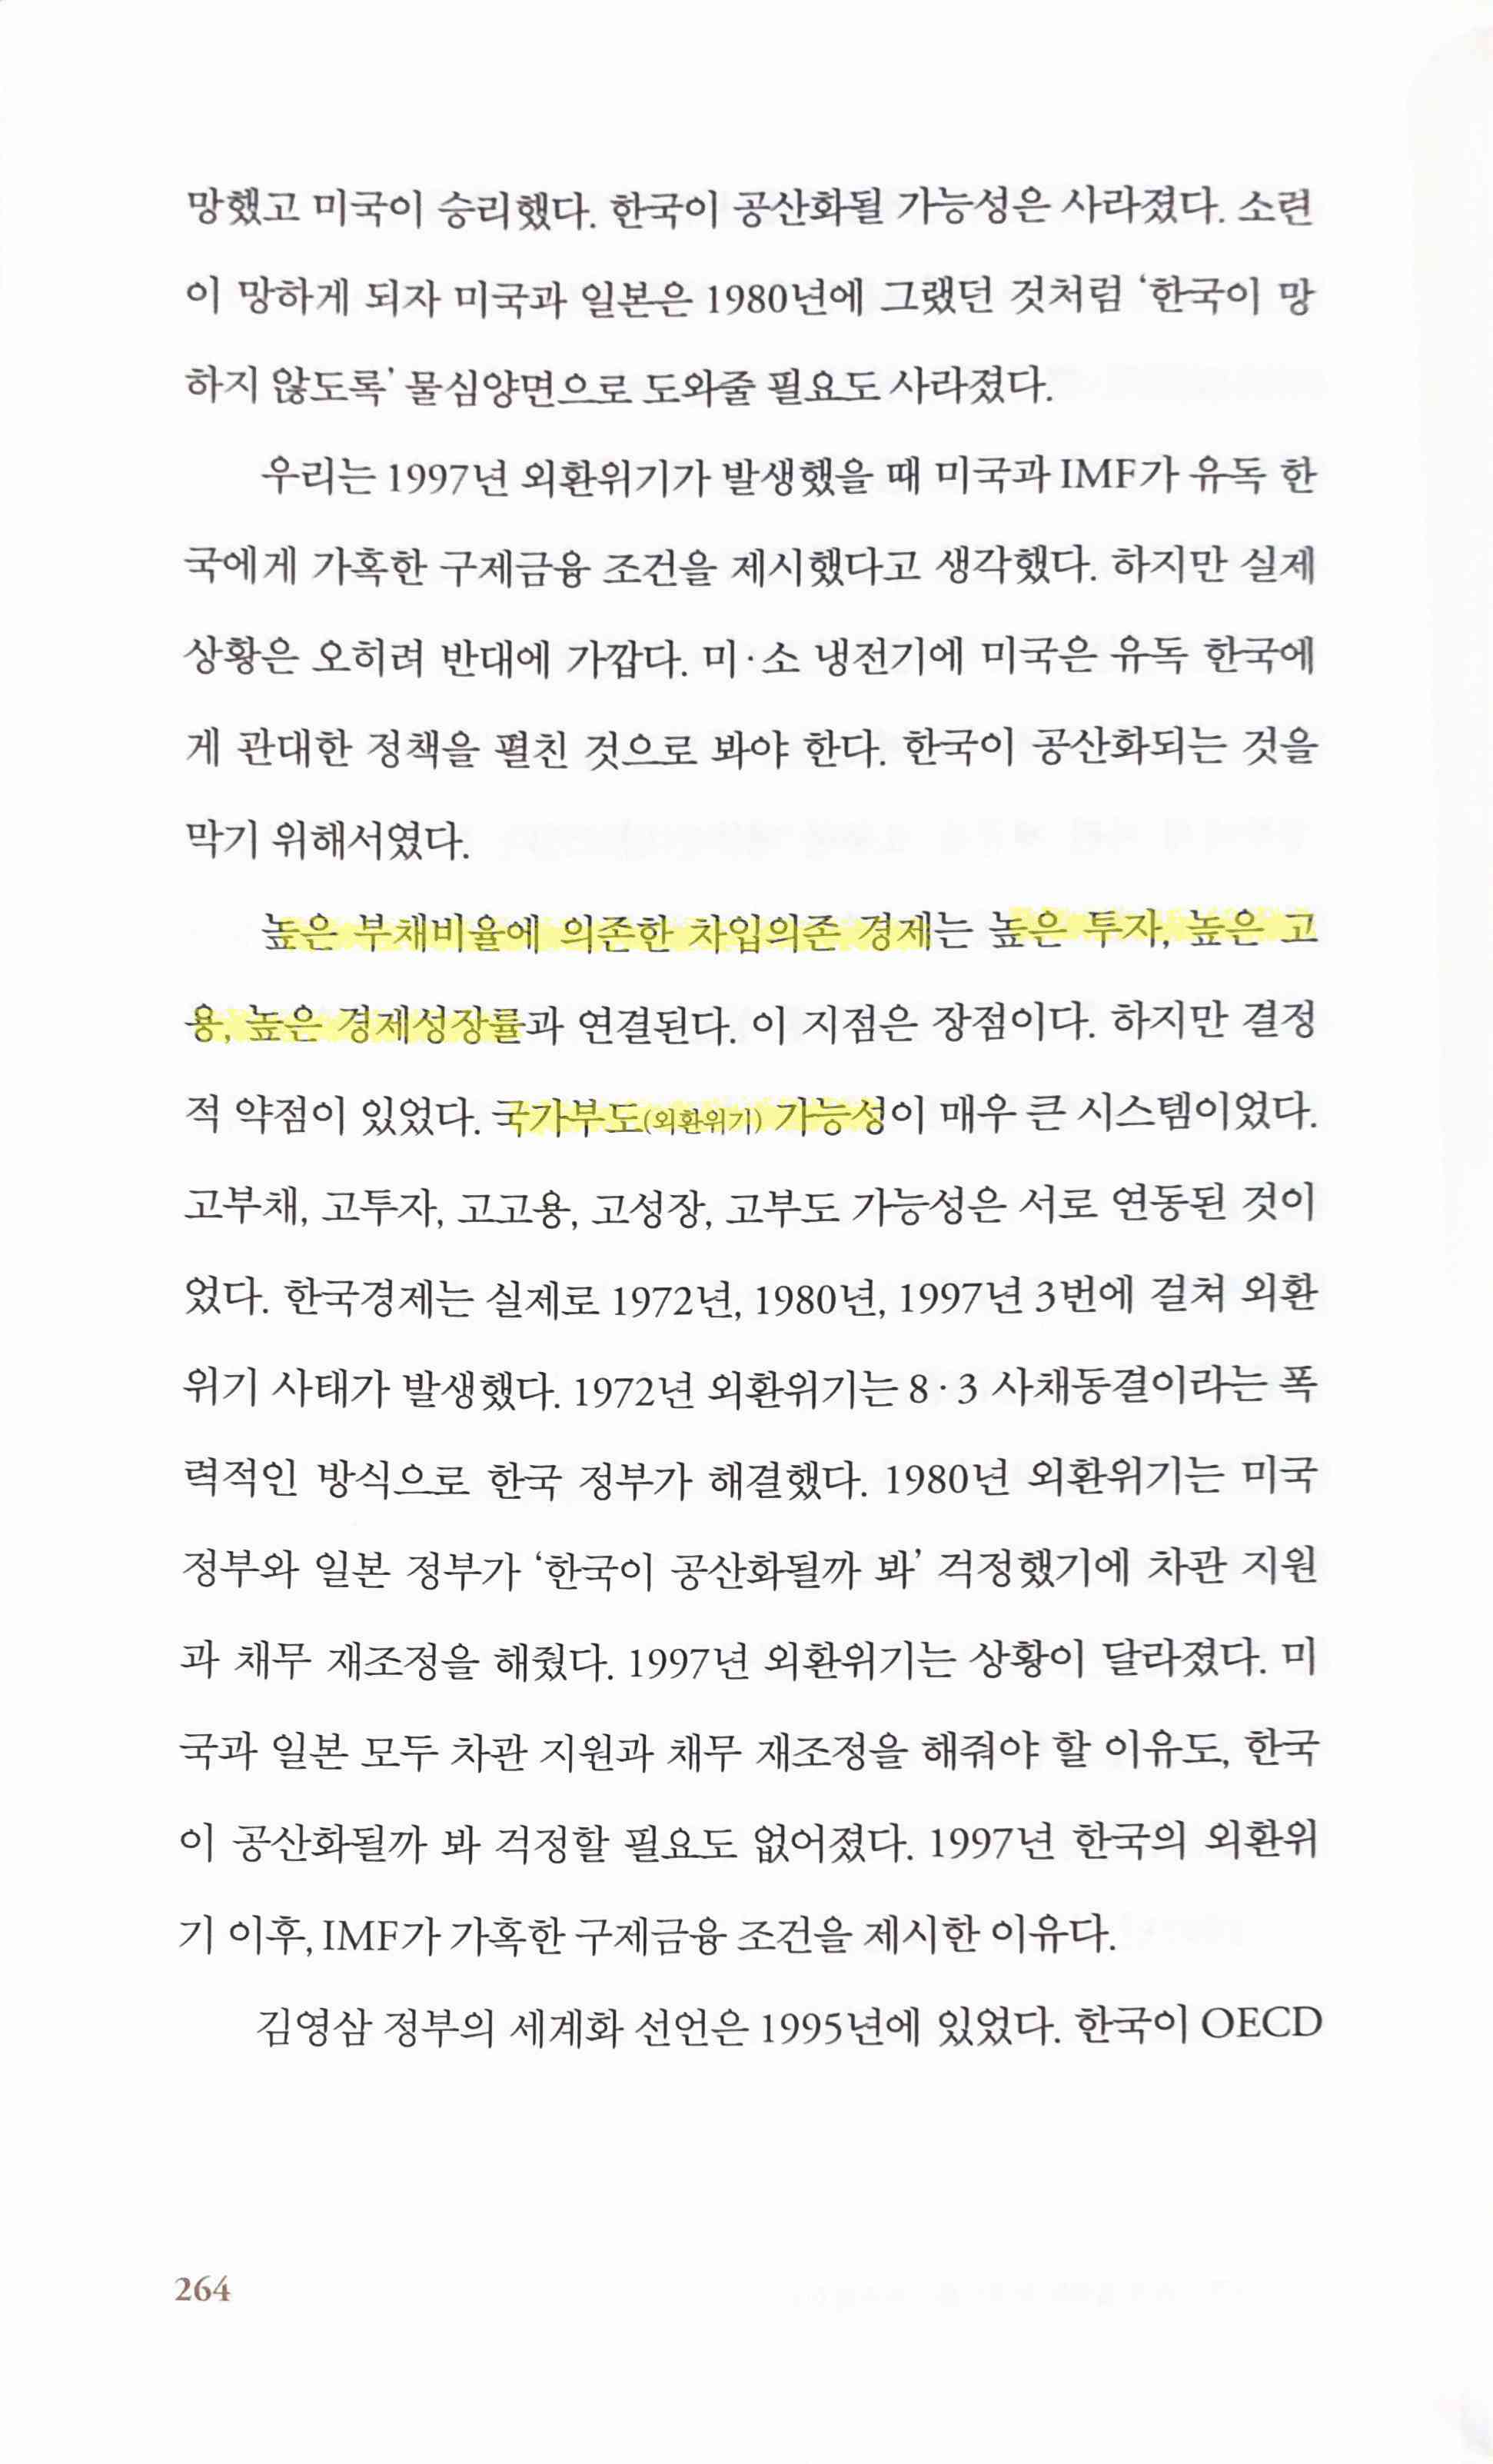 망했고 미국이 승리했다. 한국이 공산화될 가능성은 사라졌다. 소련
이 망하게 되자 미국과 일본은 1980년에 그랬던 것처럼 ‘한국이 망
하지 않도록’ 물심양면으로 도와줄 필요도 사라졌다.
우리는 1997년 외환위기가 발생했을 때 미국과 IMF가 유독 한
국에게 가혹한 구제금융 조건을 제시했다고 생각했다. 하지만 실제
상황은 오히려 반대에 가깝다. 미·소 냉전기에 미국은 유독 한국에
게 관대한 정책을 펼친 것으로 봐야 한다. 한국이 공산화되는 것을
막기 위해서였다.
높은 부채비율에 의존한 차입의존 경제는 높은 투자, 높은 고
용, 높은 경제성장률과 연결된다. 이 지점은 장점이다. 하지만 결정
적 약점이 있었다. 국가부도(외환위기) 가능성이 매우 큰 시스템이었다.
고부채, 고투자, 고고용, 고성장, 고부도 가능성은 서로 연동된 것이
었다. 한국경제는 실제로 1972년, 1980년, 1997년 3번에 걸쳐 외환
위기 사태가 발생했다. 1972년 외환위기는 8·3 사채동결이라는 폭
력적인 방식으로 한국 정부가 해결했다. 1980년 외환위기는 미국
정부와 일본 정부가 ‘한국이 공산화될까 봐’ 걱정했기에 차관 지원
과 채무 재조정을 해줬다. 1997년 외환위기는 상황이 달라졌다. 미
국과 일본 모두 차관 지원과 채무 재조정을 해줘야 할 이유도, 한국
이 공산화될까 봐 걱정할 필요도 없어졌다. 1997년 한국의 외환위
기 이후, IMF가 가혹한 구제금융 조건을 제시한 이유다.
김영삼 정부의 세계화 선언은 1995년에 있었다. 한국이 OECD
264